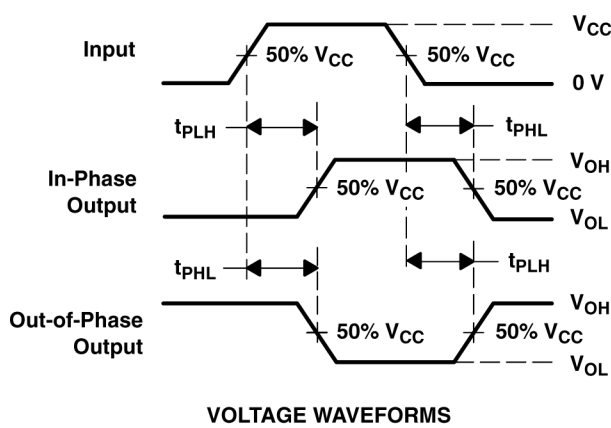 VCC
Input
50% VCC
50% VCC
0 V
tPLH
tPHL
VOH
In-Phase
Output
50% VCC
50% VCC
VOL
tPHL
tPLH
VOH
Out-of-Phase
Output
50% VCC
50% VCC
VOL
VOLTAGE WAVEFORMS